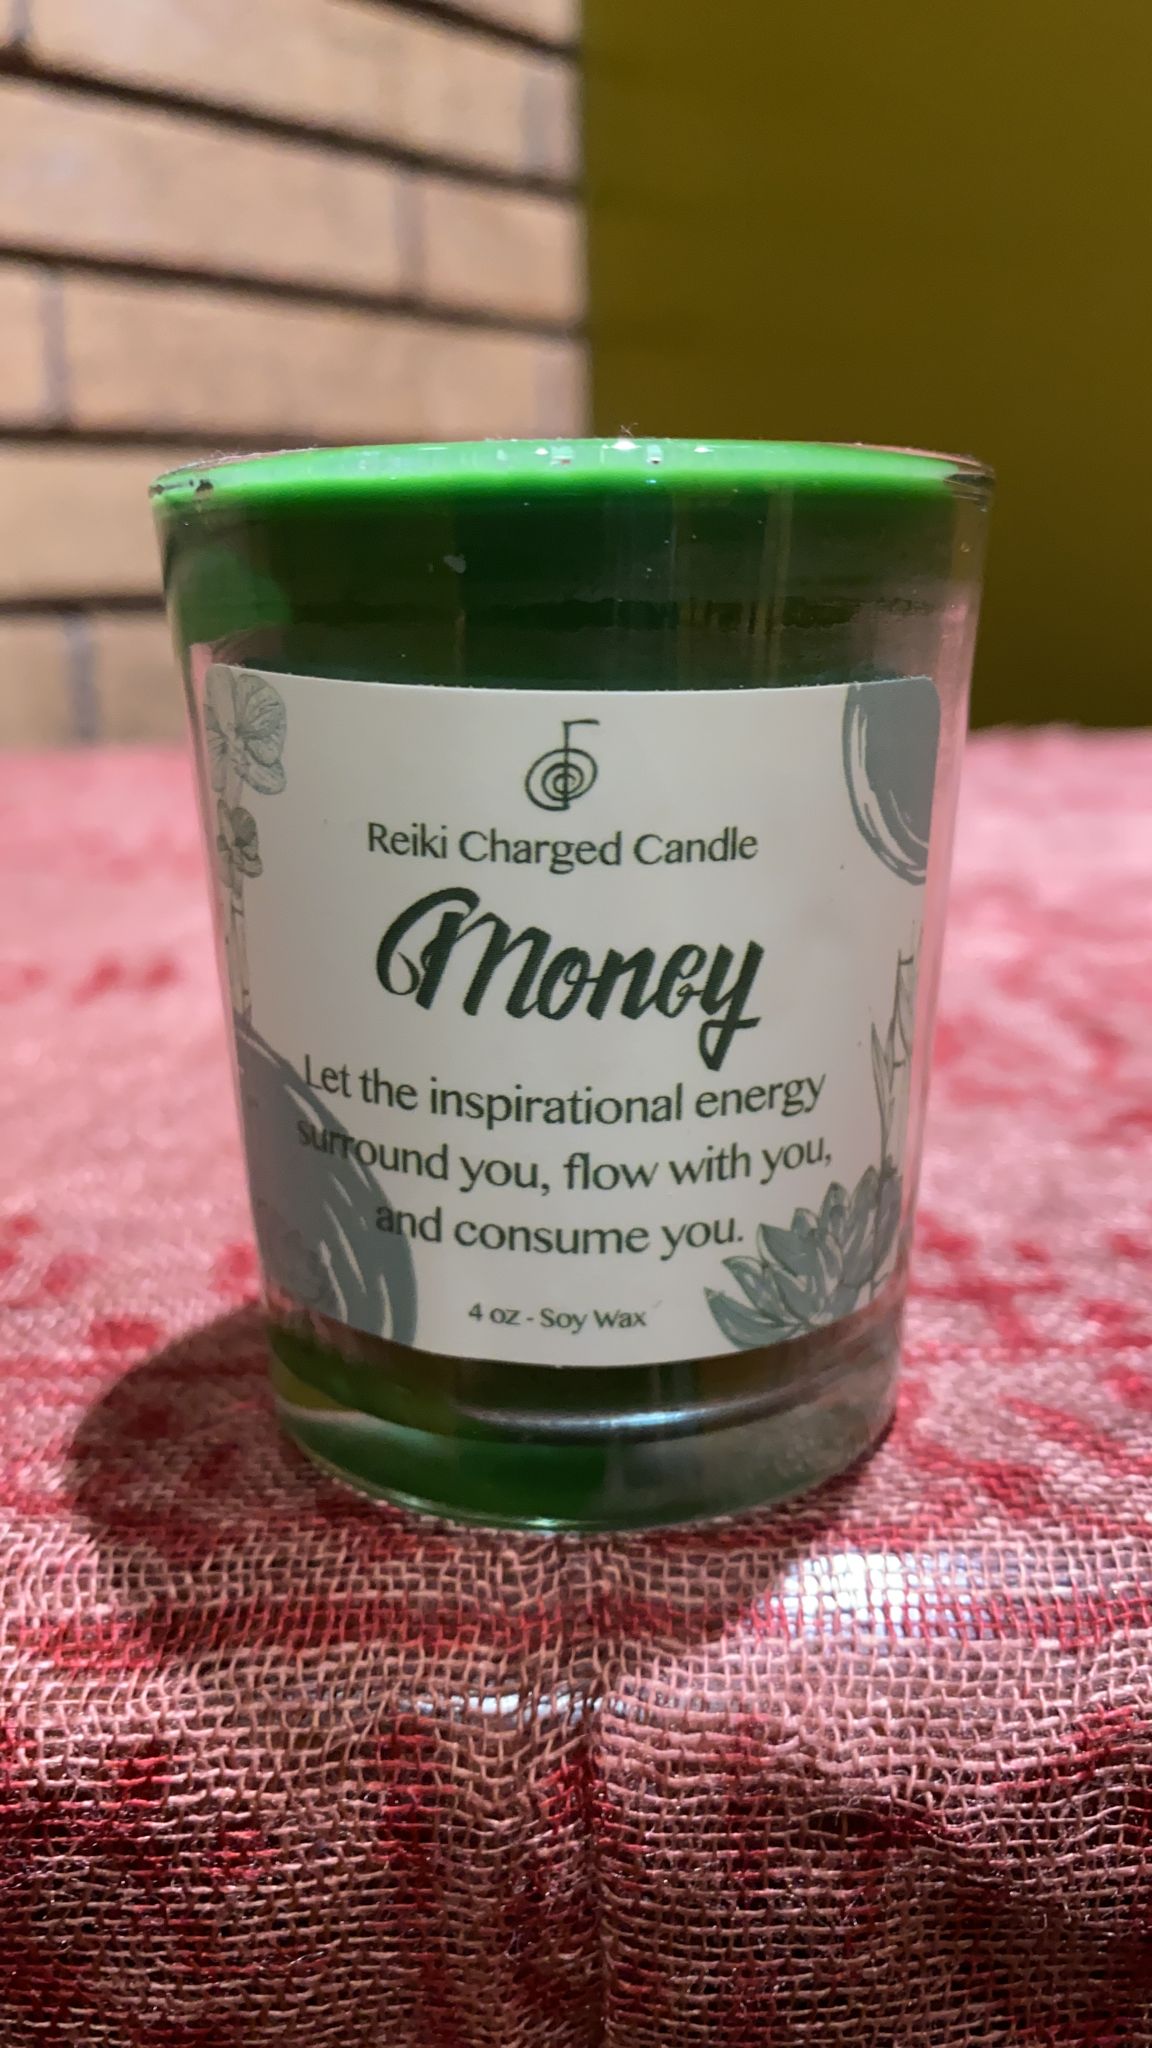 Reiki Charged Candle
Money
Let the inspirational energy
surround you, flow with you,
and consume you.
4 oz - Soy Wax